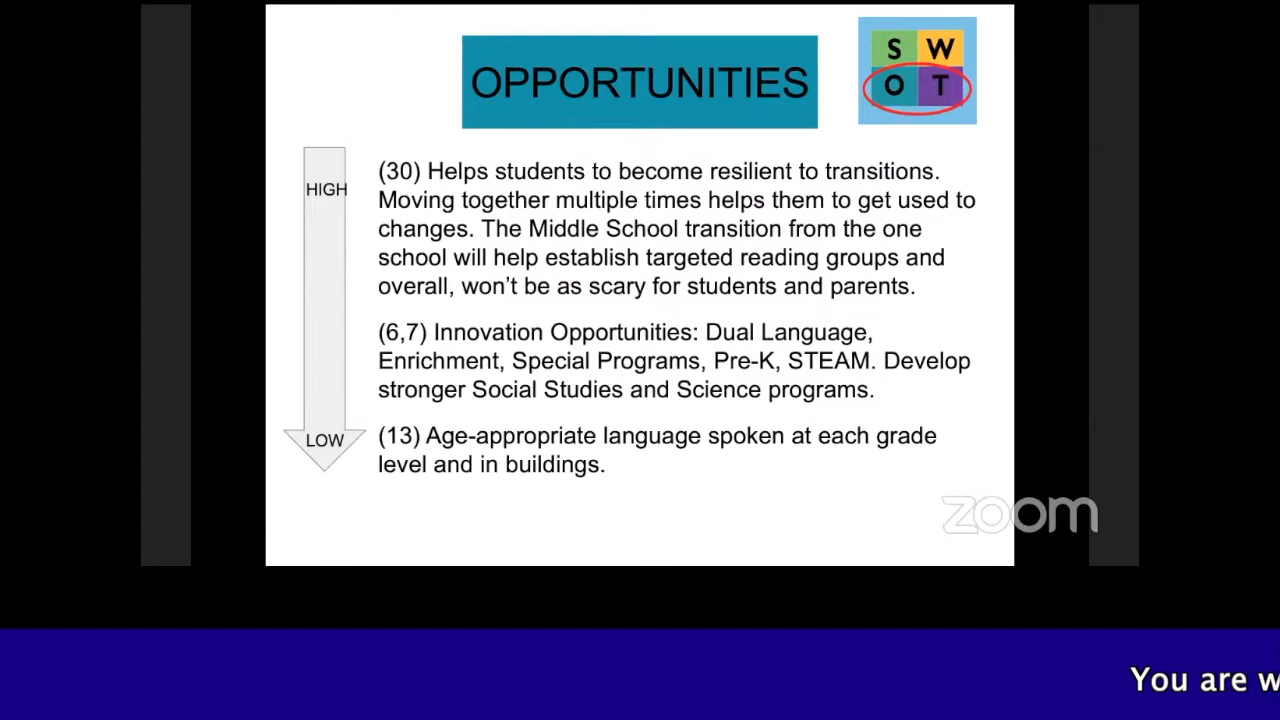 OPPORTUNITIES
S W
O T
HIGH
(30) Helps students to become resilient to transitions.
Moving together multiple times helps them to get used to
changes. The Middle School transition from the one
school will help establish targeted reading groups and
overall, won't be as scary for students and parents.
(6,7) Innovation Opportunities: Dual Language,
Enrichment, Special Programs, Pre-K, STEAM. Develop
stronger Social Studies and Science programs.
LOW
(13) Age-appropriate language spoken at each grade
level and in buildings.
zoom
You are w